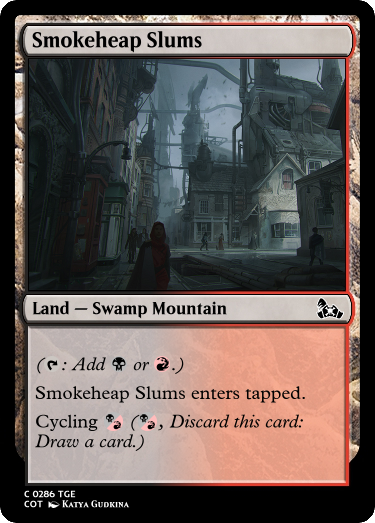 Smokeheap Slums
Land — Swamp Mountain
(: Add or .)
Smokeheap Slums enters tapped.
Cycling (, Discard this card:
Draw a card.)
C 0286 TGE
COT Katya Gudkina